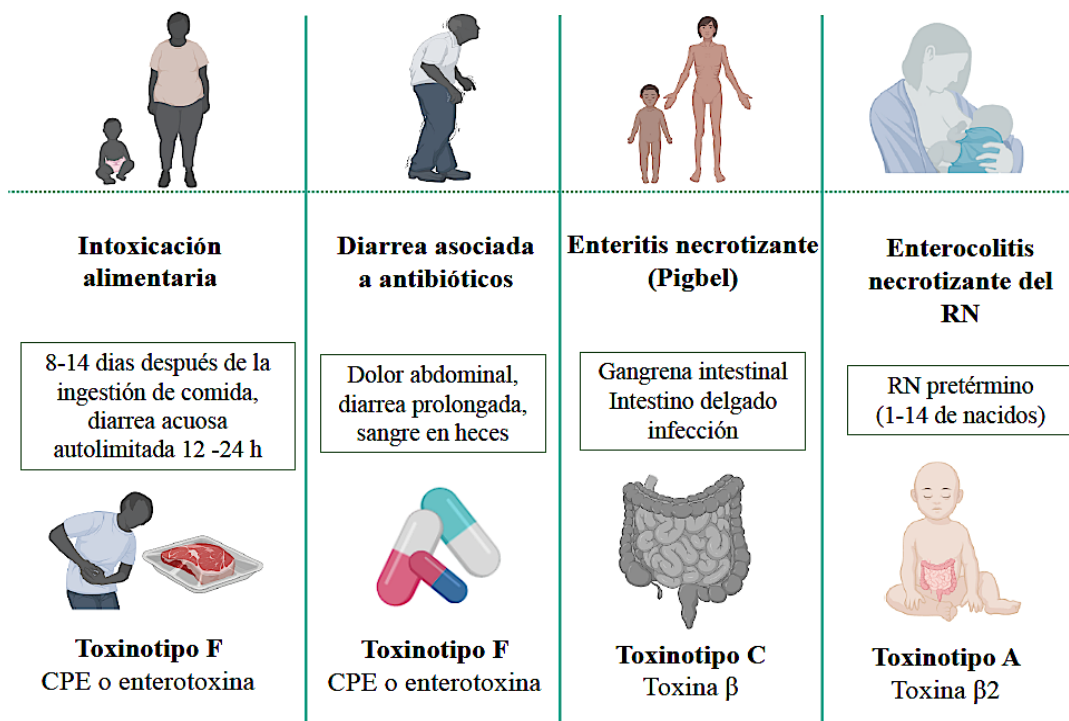 Intoxicación
alimentaria
8-14 dias después de la
ingestión de comida,
diarrea acuosa
autolimitada 12 -24 h
Toxinotipo F
CPE o enterotoxina
Diarrea asociada
a antibióticos
Dolor abdominal,
diarrea prolongada,
sangre en heces
Toxinotipo F
CPE o enterotoxina
Enteritis necrotizante
(Pigbel)
Gangrena intestinal
Intestino delgado
infección
Toxinotipo C
Toxina β
Enterocolitis
necrotizante del
RN
RN pretérmino
(1-14 de nacidos)
Toxinotipo A
Toxina β2